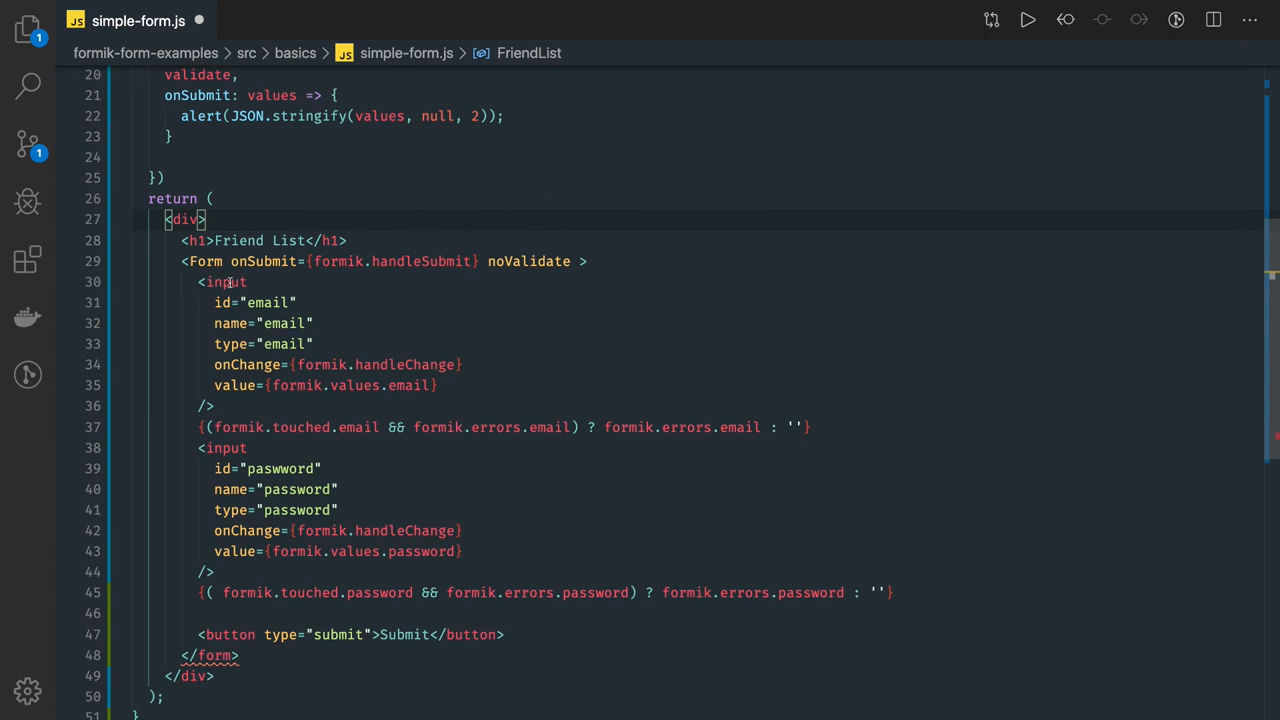 JS simple-form.js
formik-form-examples > src > basics > JS simple-form.js > FriendList
1
1
20 validate,
21 onSubmit: values => {
22 alert(JSON.stringify(values, null, 2));
23 }
24
25 })
26 return (
27 <div>
28 <h1>Friend List</h1>
29 <Form onSubmit={formik.handleSubmit} noValidate >
30 <input
31 id="email"
32 name="email"
33 type="email"
34 onChange={formik.handleChange}
35 value={formik.values.email}
36 />
37 {(formik.touched.email && formik.errors.email) ? formik.errors.email : ''}
38 <input
39 id="paswword"
40 name="password"
41 type="password"
42 onChange={formik.handleChange}
43 value={formik.values.password}
44 />
45 {( formik.touched.password && formik.errors.password) ? formik.errors.password : ''}
46
47 <button type="submit">Submit</button>
48 </form>
49 </div>
50 );
51 }